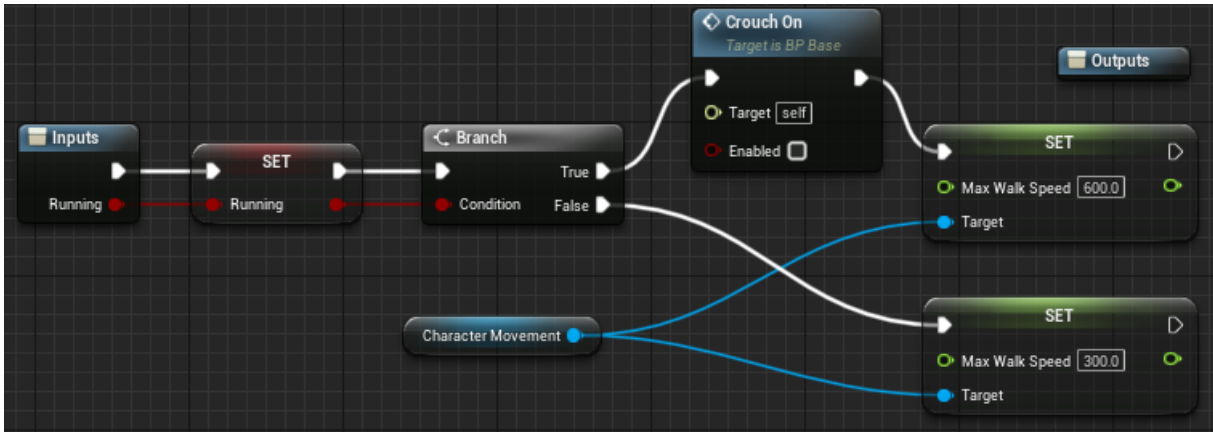 Inputs
Running
SET
Running
Branch
True
Condition
False
Crouch On
Target is BP Base
Target self
Enabled
Outputs
SET
Max Walk Speed 600.0
Target
Character Movement
SET
Max Walk Speed 300.0
Target